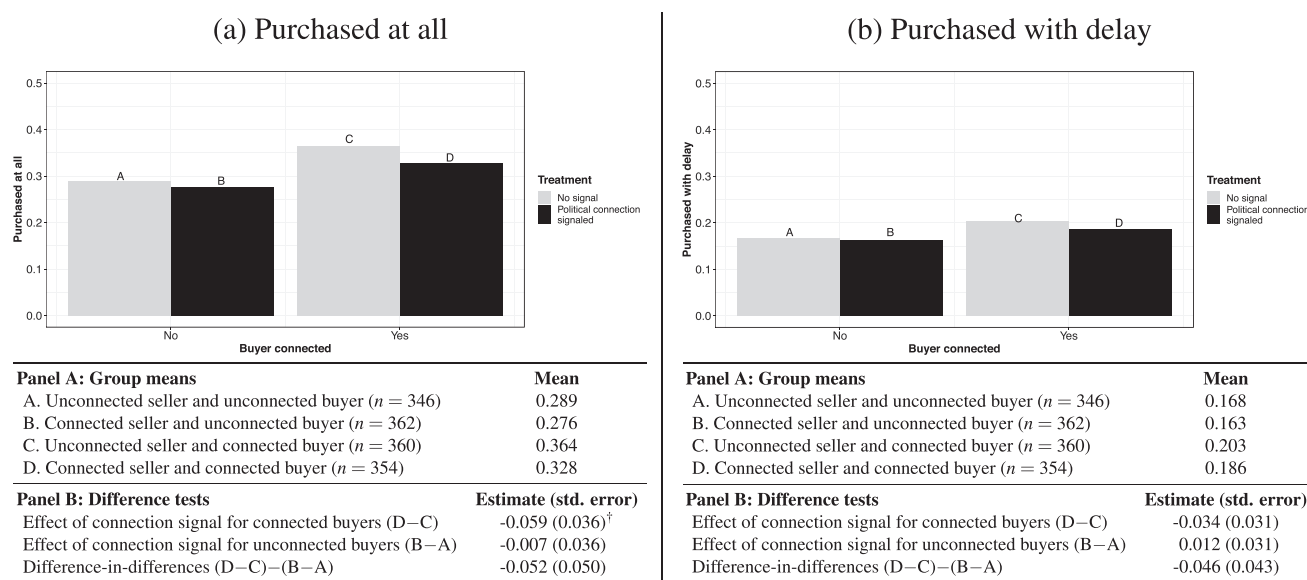 (a) Purchased at all
0.5
0.4
0.3
0.2
0.1
0.0
Purchased at all
A
B
C
D
No
Yes
Buyer connected
Treatment
No signal
Political connection
signaled
Panel A: Group means Mean
A. Unconnected seller and unconnected buyer (n = 346) 0.289
B. Connected seller and unconnected buyer (n = 362) 0.276
C. Unconnected seller and connected buyer (n = 360) 0.364
D. Connected seller and connected buyer (n = 354) 0.328
Panel B: Difference tests Estimate (std. error)
Effect of connection signal for connected buyers (D−C) -0.059 (0.036)†
Effect of connection signal for unconnected buyers (B−A) -0.007 (0.036)
Difference-in-differences (D−C)−(B−A) -0.052 (0.050)
(b) Purchased with delay
0.5
0.4
0.3
0.2
0.1
0.0
Purchased with delay
A
B
C
D
No
Yes
Buyer connected
Treatment
No signal
Political connection
signaled
Panel A: Group means Mean
A. Unconnected seller and unconnected buyer (n = 346) 0.168
B. Connected seller and unconnected buyer (n = 362) 0.163
C. Unconnected seller and connected buyer (n = 360) 0.203
D. Connected seller and connected buyer (n = 354) 0.186
Panel B: Difference tests Estimate (std. error)
Effect of connection signal for connected buyers (D−C) -0.034 (0.031)
Effect of connection signal for unconnected buyers (B−A) 0.012 (0.031)
Difference-in-differences (D−C)−(B−A) -0.046 (0.043)